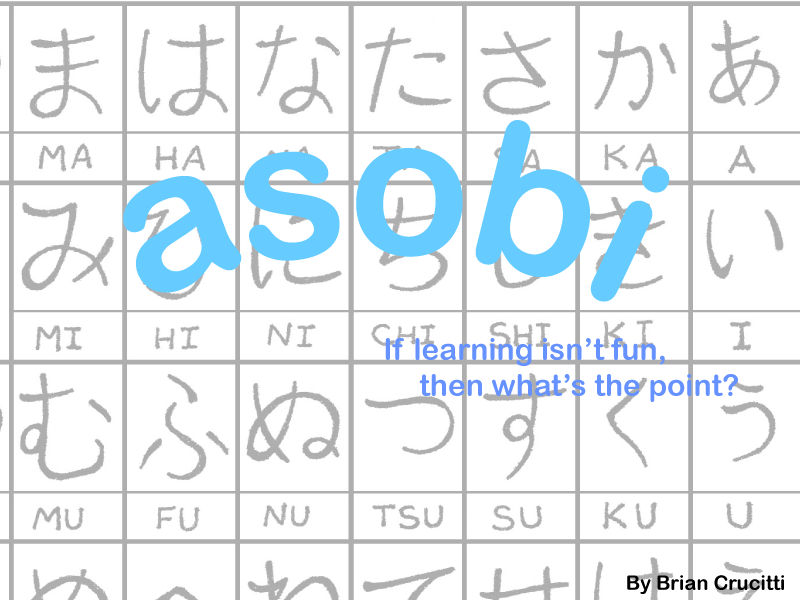 ま は な た さ か あ
MA HA NA TA SA KA A
asobi
み ひ に ち し き い
MI HI NI CHI SHI KI I
If learning isn't fun,
then what's the point?
む ふ ぬ つ す く う
MU FU NU TSU SU KU U
By Brian Crucitti